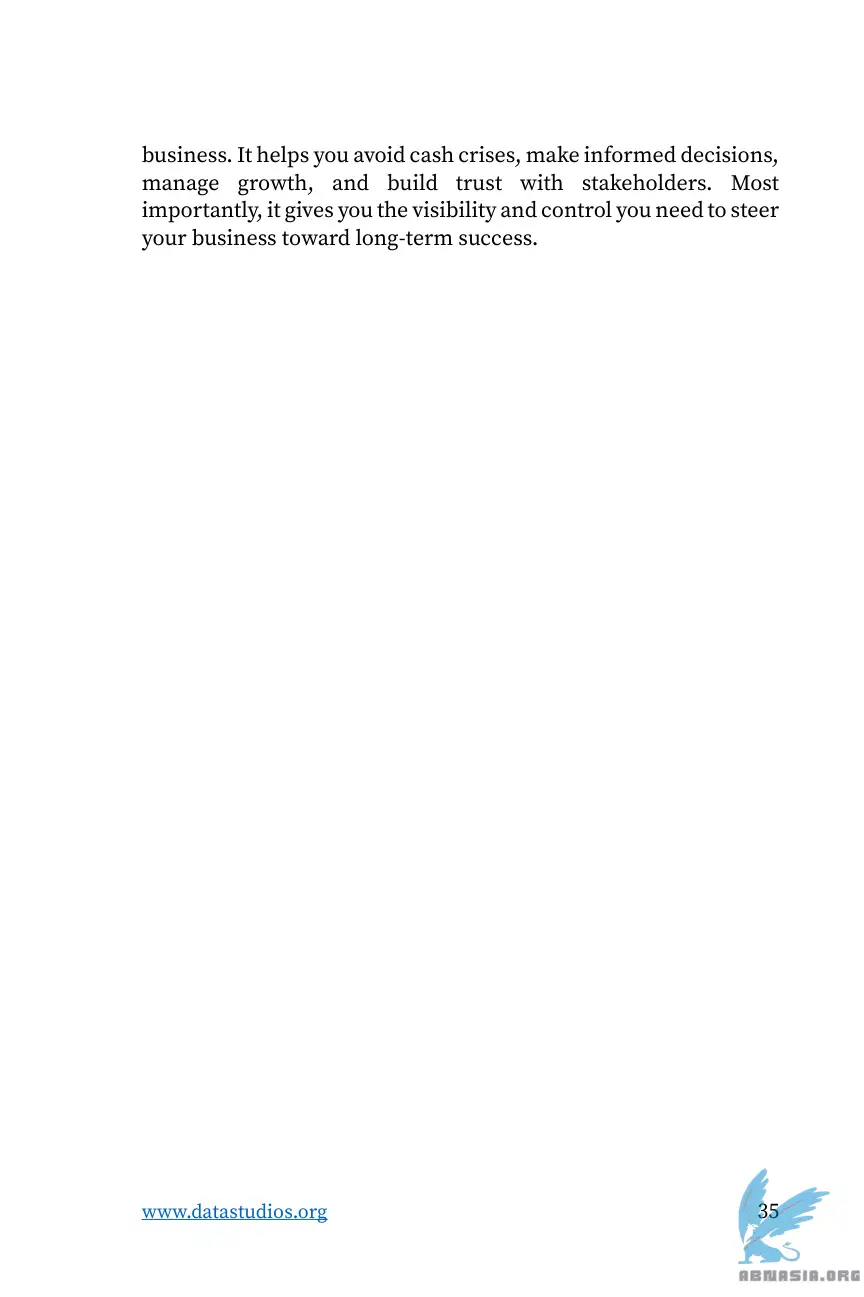 business. It helps you avoid cash crises, make informed decisions,
manage growth, and build trust with stakeholders. Most
importantly, it gives you the visibility and control you need to steer
your business toward long-term success.
www.datastudios.org
35
ABNASIA.ORG